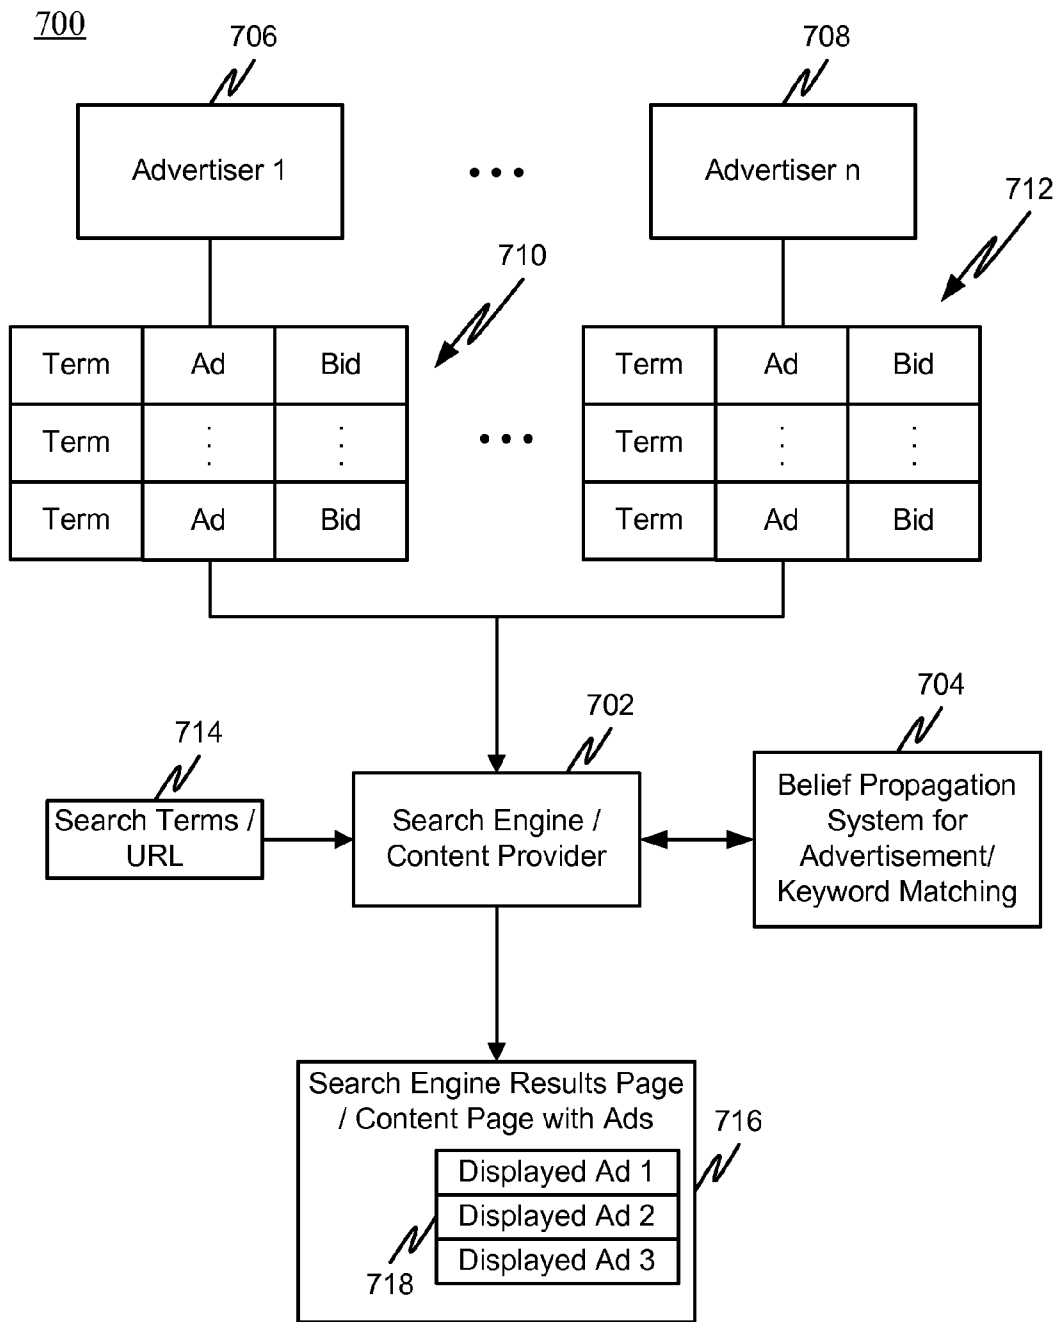 700
706
708
Advertiser 1
• • •
Advertiser n
712
710
Term Ad Bid
Term Ad Bid
Term
• • •
Term
Term Ad Bid
Term Ad Bid
702
704
714
Search Terms /
URL
Search Engine /
Content Provider
Belief Propagation
System for
Advertisement/
Keyword Matching
Search Engine Results Page
/ Content Page with Ads
716
Displayed Ad 1
Displayed Ad 2
Displayed Ad 3
718